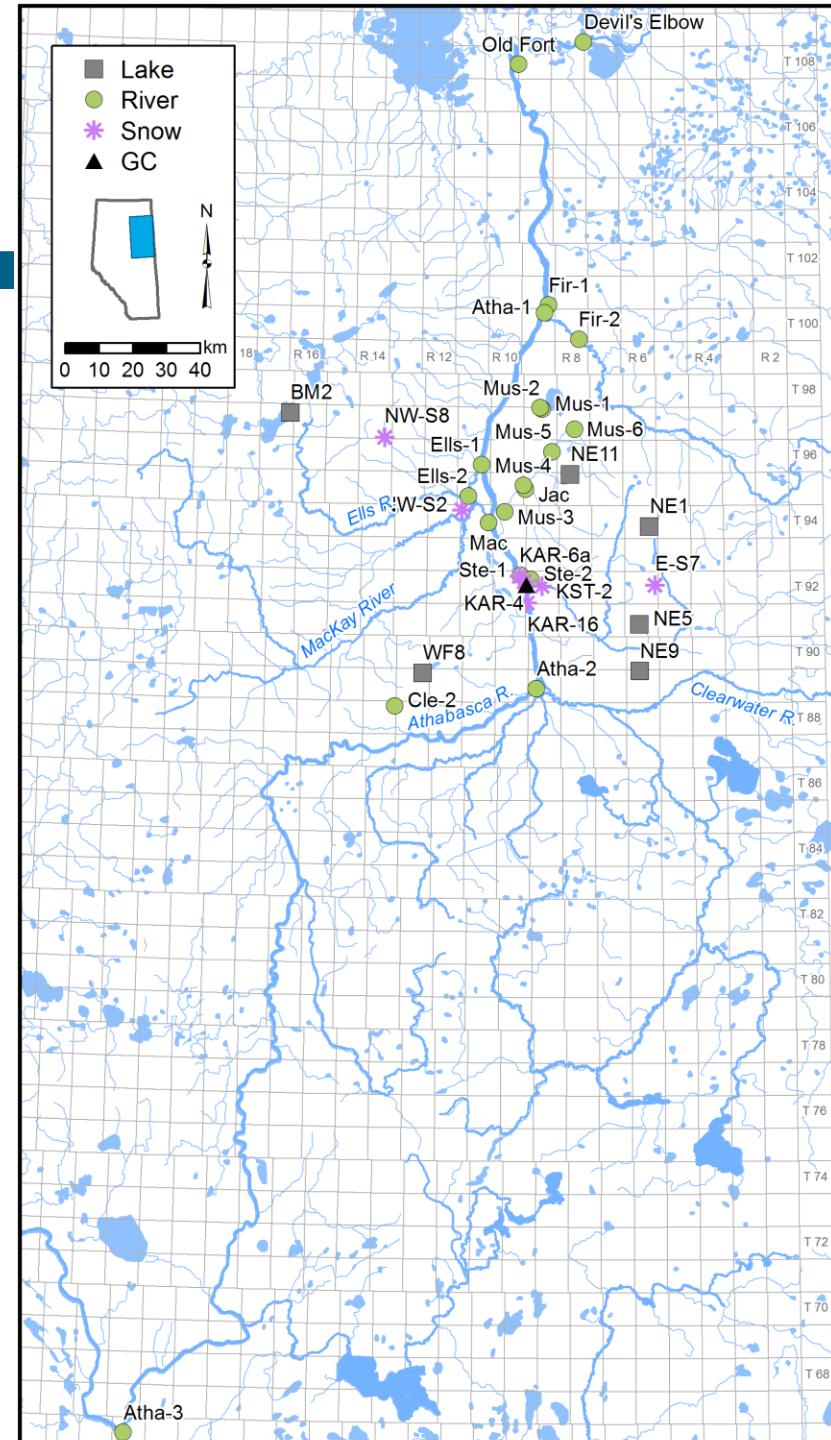 Devil's Elbow
Old Fort
T 108
Lake
River
Snow
GC
T 106
T 104
N
T 102
Fir-1
Atha-1
Fir-2
T 100
0 10 20 30 40 km
18
R 16
R 14
R 12
R 10
R 8
R 6
R 4
R 2
BM2
Mus-2
Mus-1
T 98
NW-S8
Mus-5
Mus-6
Ells-1
T 96
Mus-4
NE11
Ells-2
Jac
Ells R.
W-S2
Mus-3
NE1
T 94
Mac
KAR-6a
E-S7
Ste-1
Ste-2
T 92
KST-2
KAR-4
MacKay River
KAR-16
NE5
WF8
NE9
T 90
Atha-2
Cle-2
Athabasca R.
Clearwater R.
T 88
T 86
T 84
T 82
T 80
T 78
T 76
T 74
T 72
T 70
T 68
Atha-3